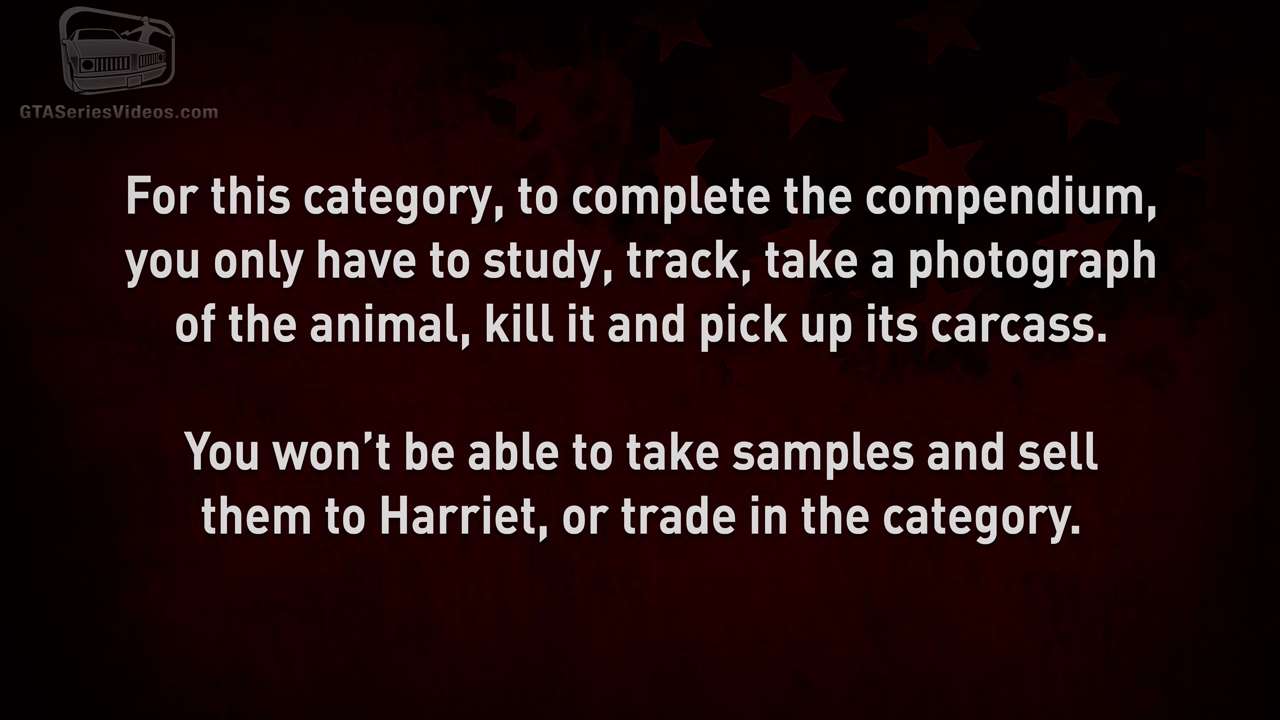 GTASeriesVideos.com
For this category, to complete the compendium,
you only have to study, track, take a photograph
of the animal, kill it and pick up its carcass.
You won’t be able to take samples and sell
them to Harriet, or trade in the category.